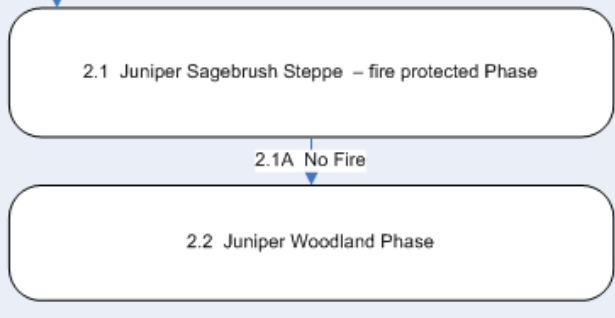 2.1 Juniper Sagebrush Steppe – fire protected Phase
2.1A No Fire
2.2 Juniper Woodland Phase